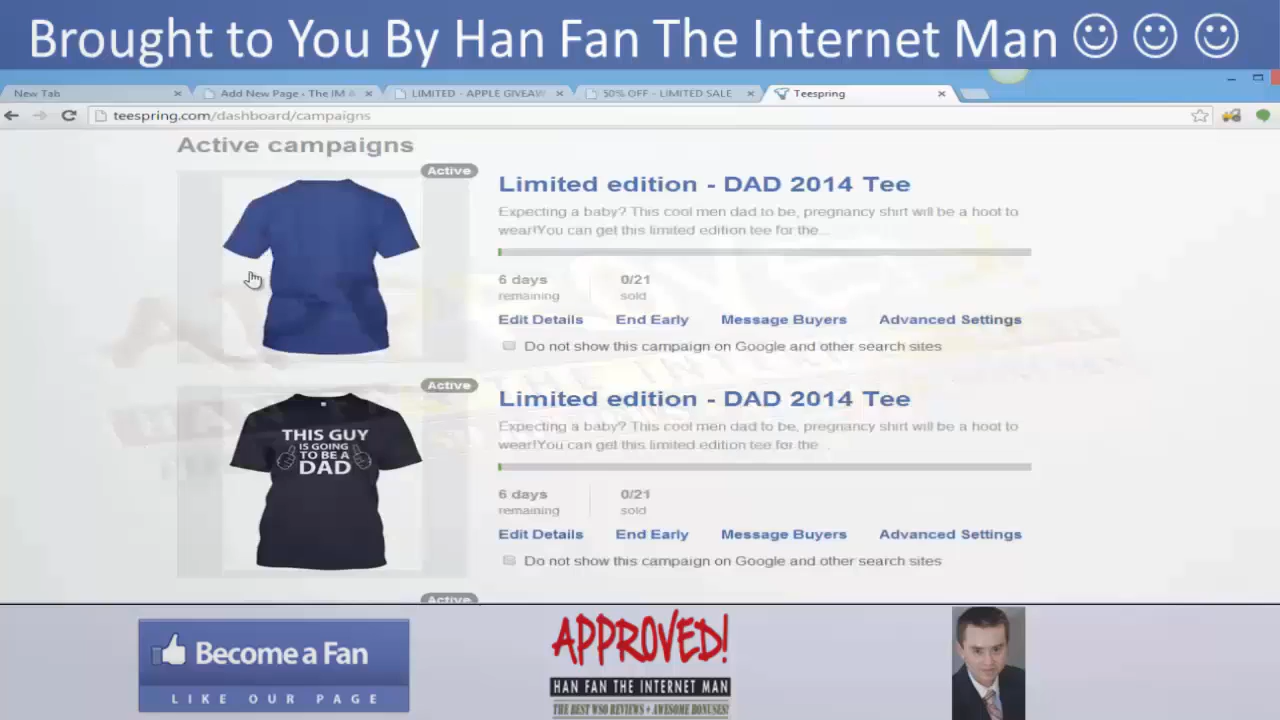 Brought to You By Han Fan The Internet Man
New Tab
Add New Page - The IM &
LIMITED - APPLE GIVEAW
50% OFF - LIMITED SALE
Teespring
teespring.com/dashboard/campaigns
Active campaigns
Active
Limited edition - DAD 2014 Tee
Expecting a baby? This cool men dad to be, pregnancy shirt will be a hoot to
wear!You can get this limited edition tee for the...
6 days
remaining
0/21
sold
Edit Details
End Early
Message Buyers
Advanced Settings
Do not show this campaign on Google and other search sites
Active
THIS GUY
IS GOING
TO BE A
DAD
Limited edition - DAD 2014 Tee
Expecting a baby? This cool men dad to be, pregnancy shirt will be a hoot to
wear!You can get this limited edition tee for the
6 days
remaining
0/21
sold
Edit Details
End Early
Message Buyers
Advanced Settings
Do not show this campaign on Google and other search sites
Active
Become a Fan
LIKE OUR PAGE
APPROVED!
HAN FAN THE INTERNET MAN
THE BEST WSO REVIEWS + AWESOME BONUSES!